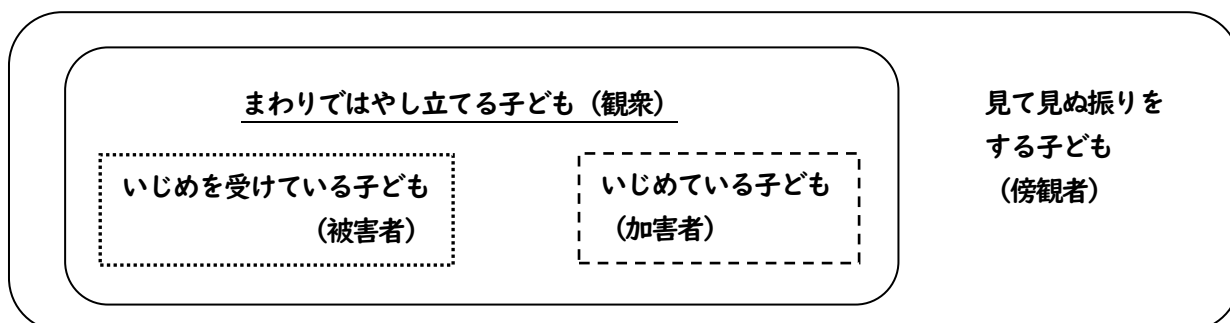 まわりではやし立てる子ども（観衆）
いじめを受けている子ども
（被害者）
いじめている子ども
（加害者）
見て見ぬ振りを
する子ども
（傍観者）